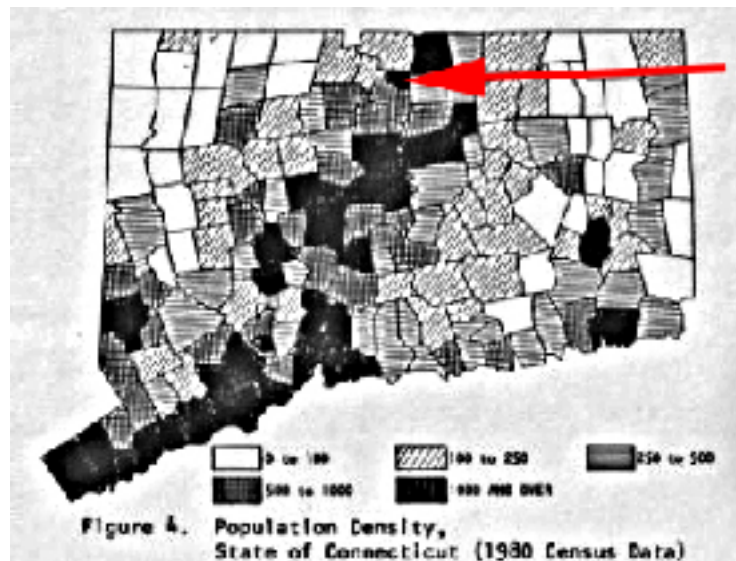 0 to 100 100 to 250 250 to 500
500 to 1000 1000 AND OVER
Figure 4. Population Density,
State of Connecticut (1980 Census Data)